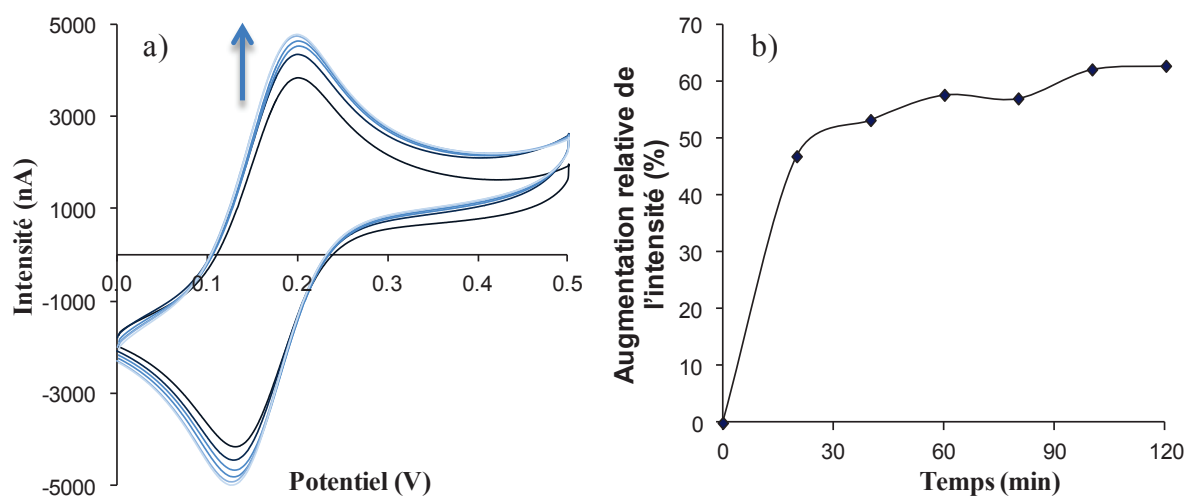 a)
5000
3000
1000
-1000
-3000
-5000
Intensité (nA)
0.0 0.1 0.2 0.3 0.4 0.5
Potentiel (V)
b)
70
60
50
40
30
20
10
0
Augmentation relative de
l'intensité (%)
0 30 60 90 120
Temps (min)